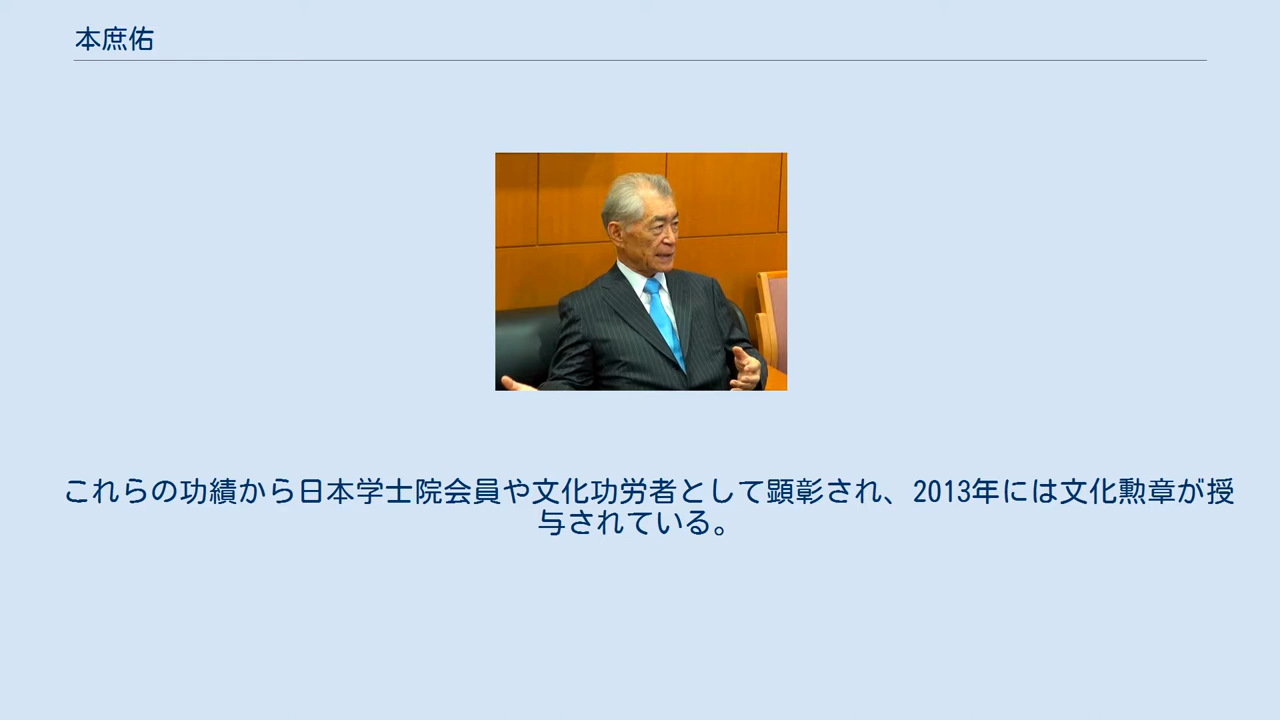 本庶佑
これらの功績から日本学士院会員や文化功労者として顕彰され、2013年には文化勲章が授
与されている。